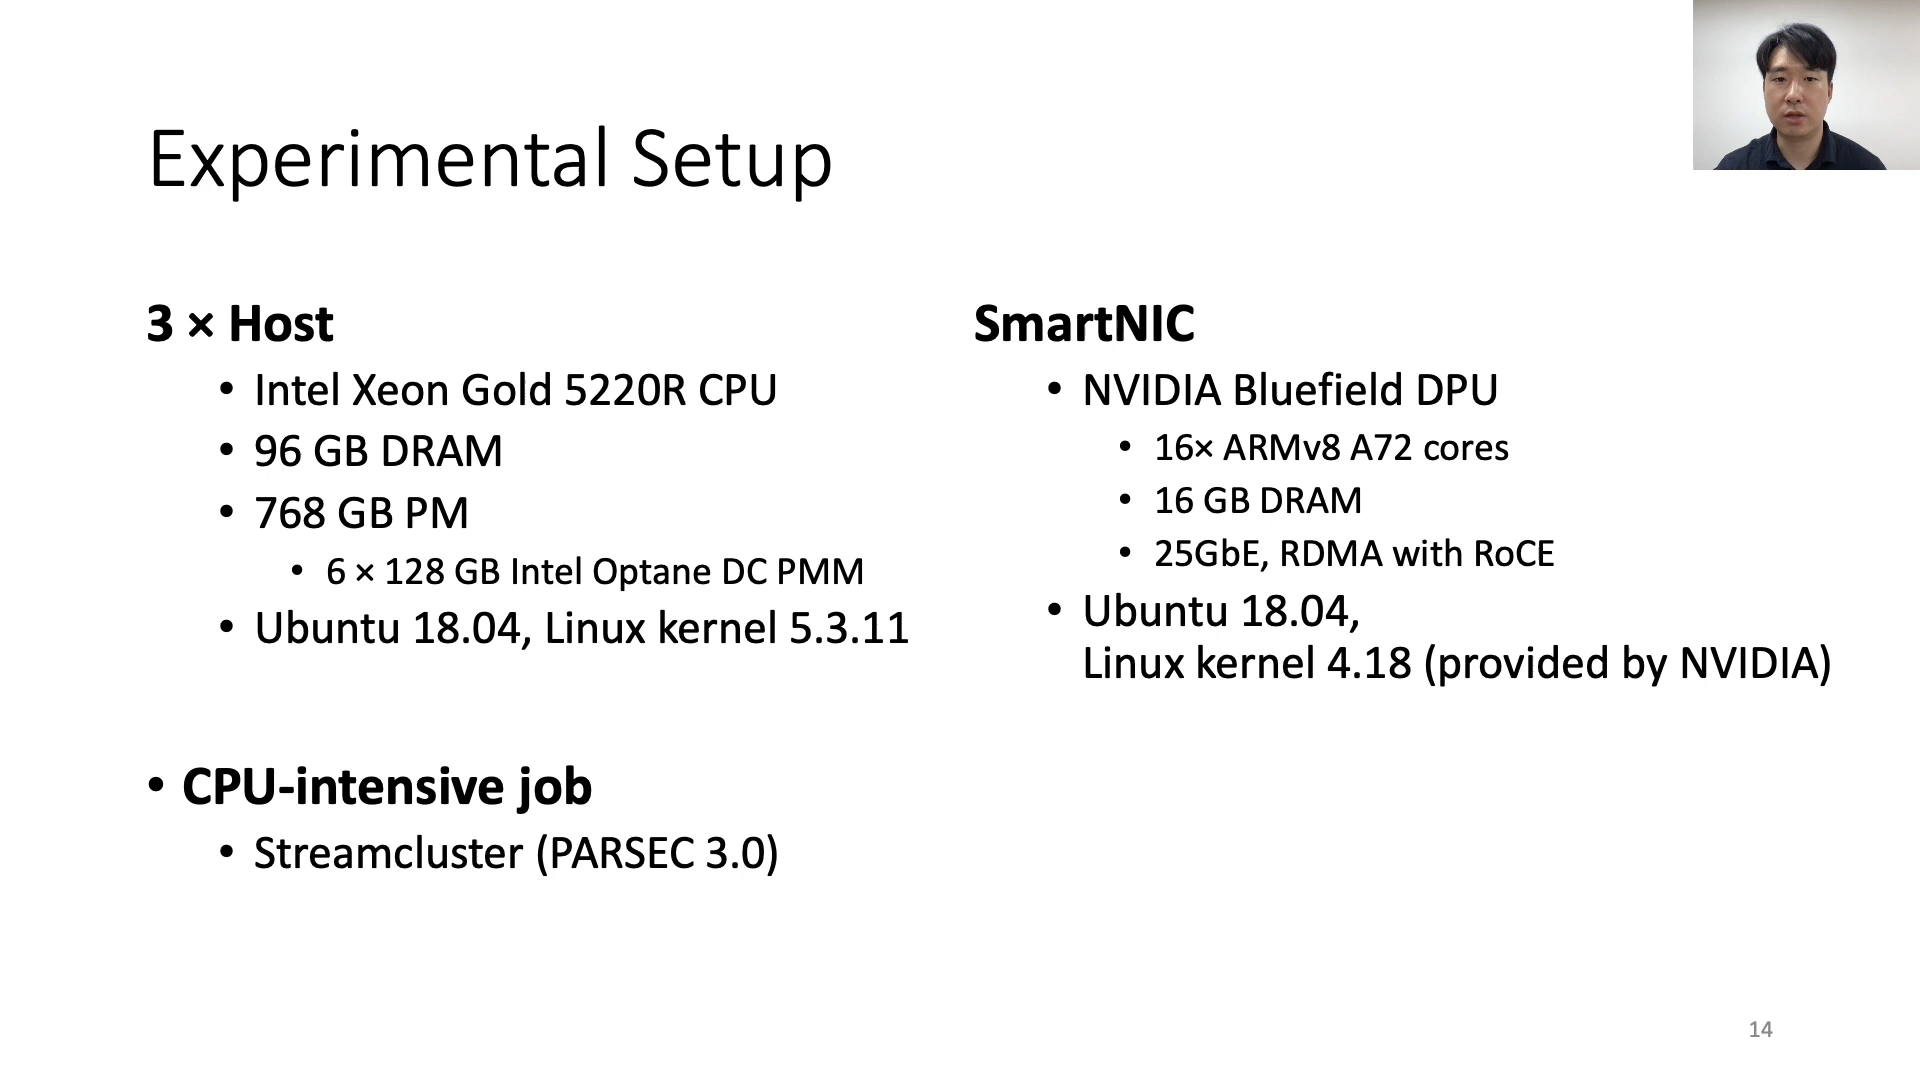 Experimental Setup
3 × Host
• Intel Xeon Gold 5220R CPU
• 96 GB DRAM
• 768 GB PM
• 6 × 128 GB Intel Optane DC PMM
• Ubuntu 18.04, Linux kernel 5.3.11
• CPU-intensive job
• Streamcluster (PARSEC 3.0)
SmartNIC
• NVIDIA Bluefield DPU
• 16× ARMv8 A72 cores
• 16 GB DRAM
• 25GbE, RDMA with RoCE
• Ubuntu 18.04,
Linux kernel 4.18 (provided by NVIDIA)
14